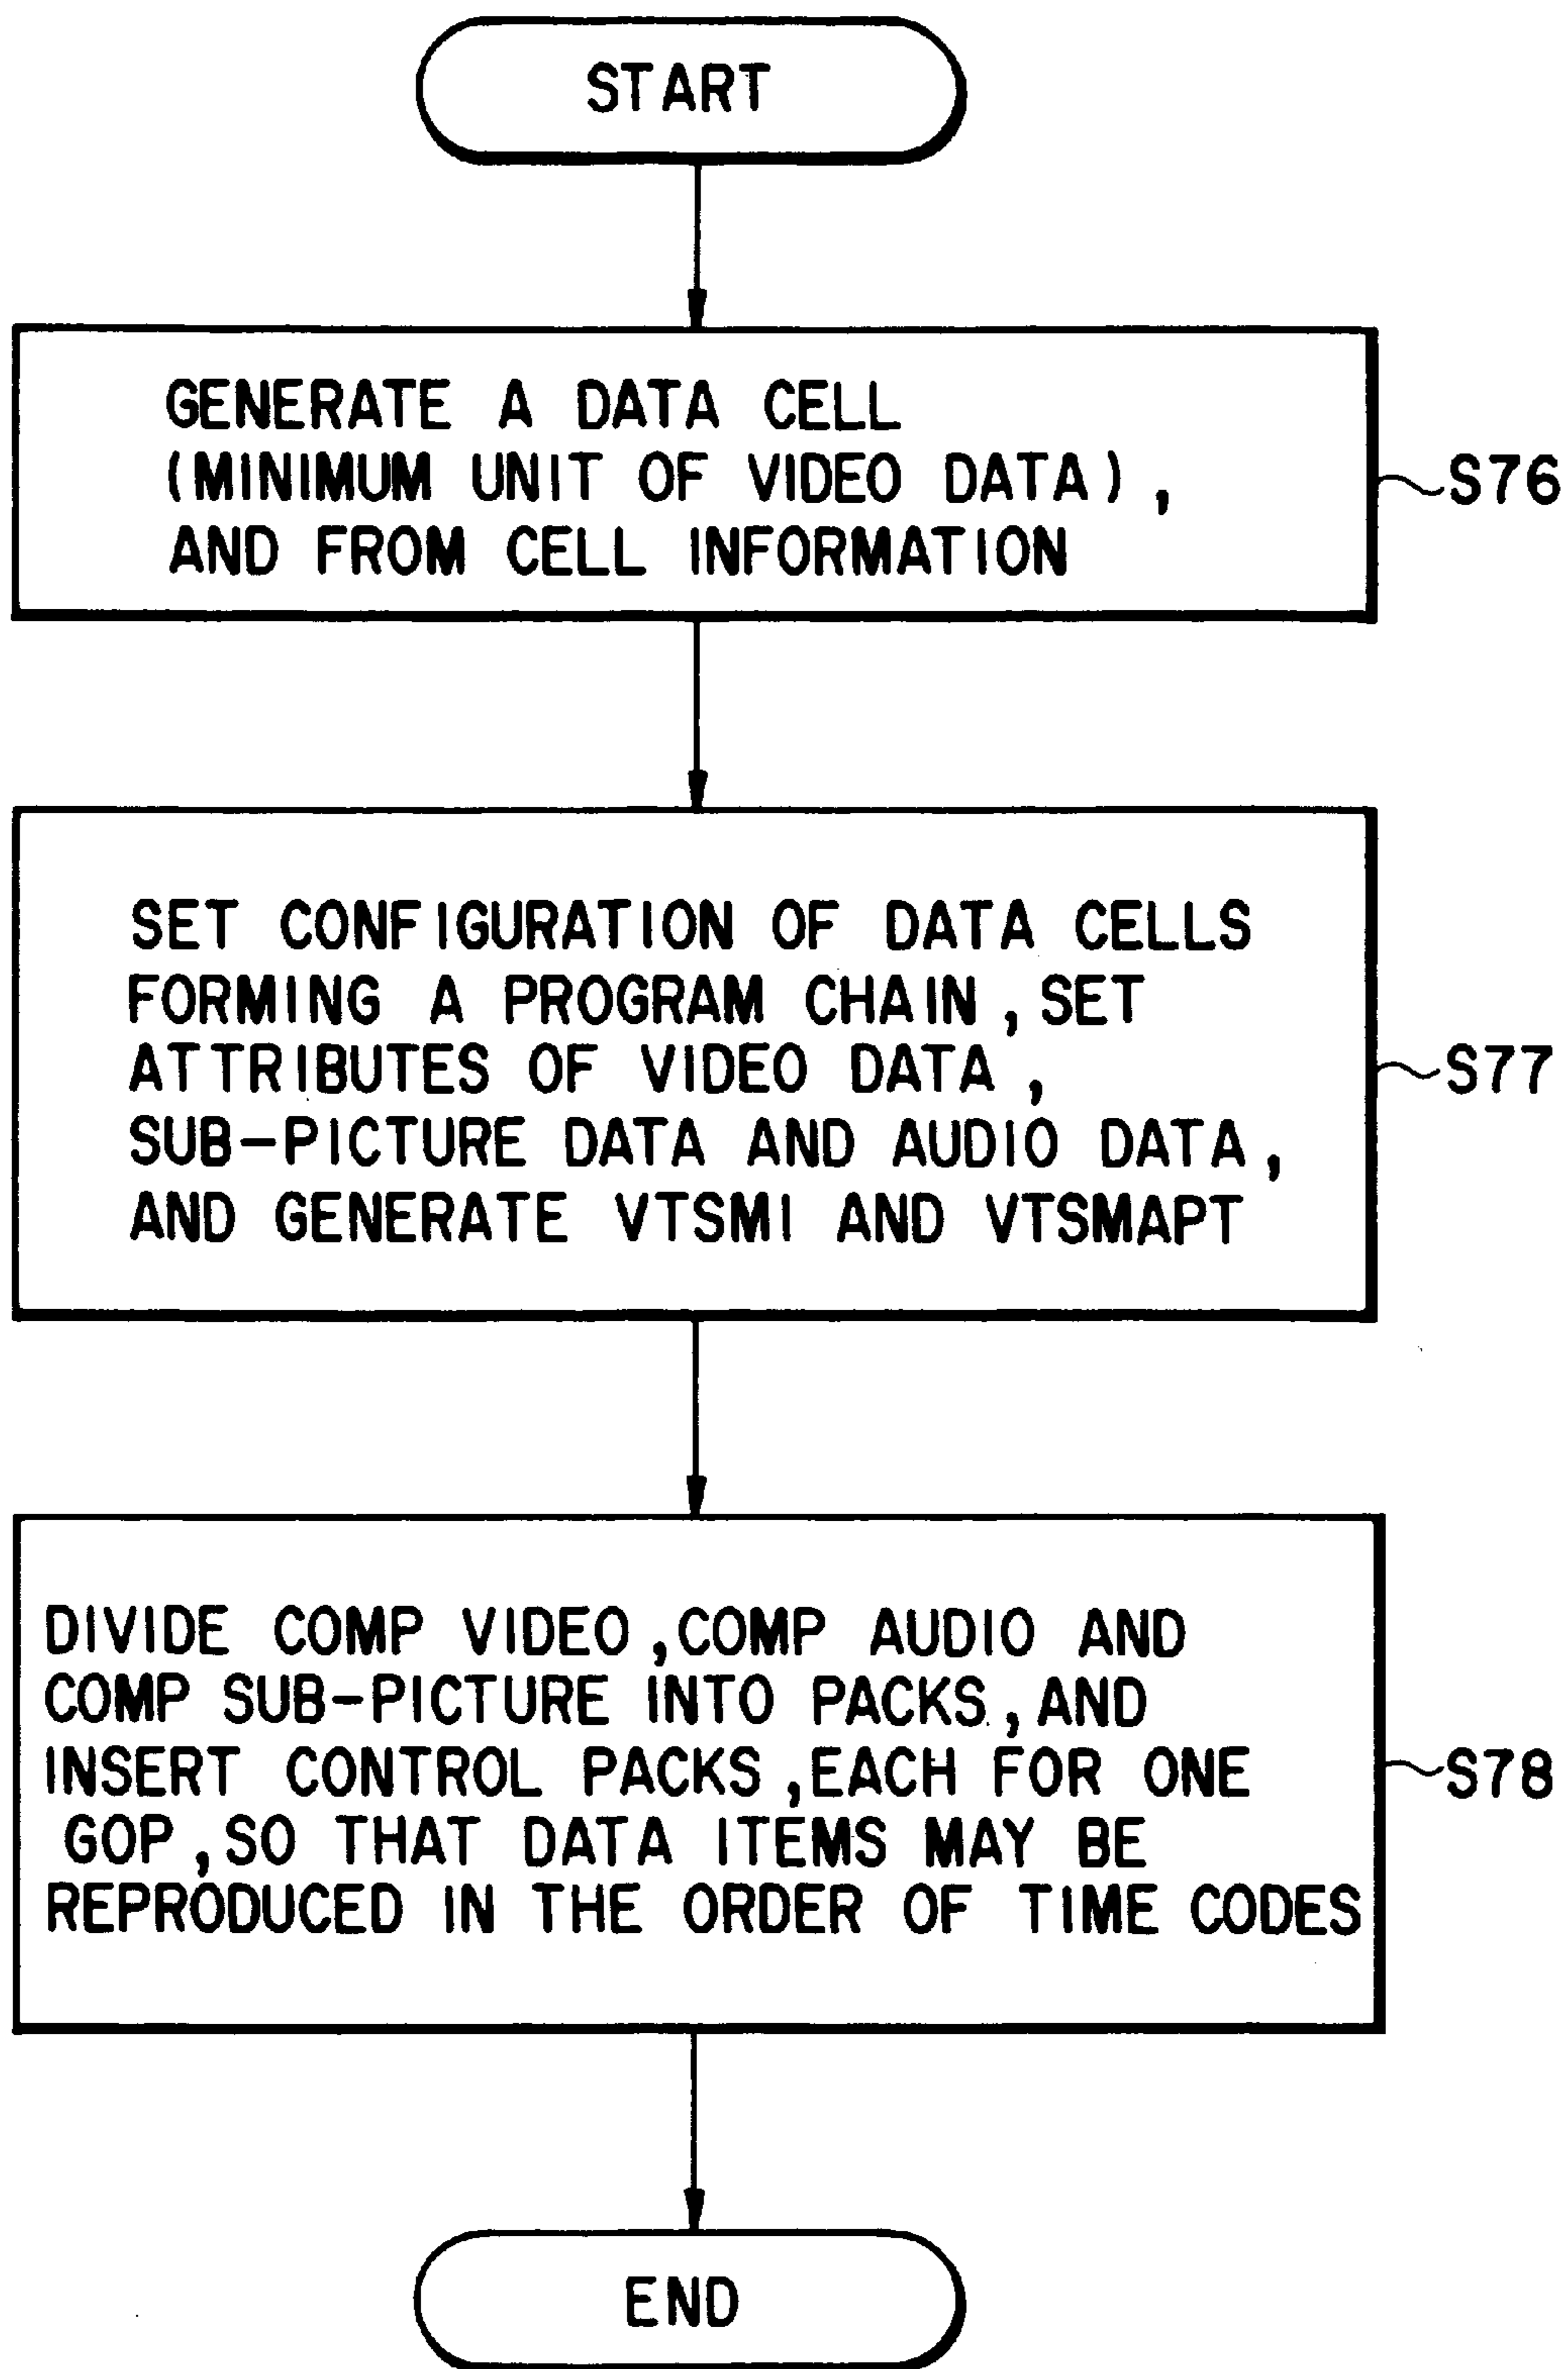 START
GENERATE A DATA CELL
(MINIMUM UNIT OF VIDEO DATA),
AND FROM CELL INFORMATION
S76
SET CONFIGURATION OF DATA CELLS
FORMING A PROGRAM CHAIN, SET
ATTRIBUTES OF VIDEO DATA,
SUB-PICTURE DATA AND AUDIO DATA,
AND GENERATE VTSMI AND VTSMAPT
S77
DIVIDE COMP VIDEO, COMP AUDIO AND
COMP SUB-PICTURE INTO PACKS, AND
INSERT CONTROL PACKS, EACH FOR ONE
GOP, SO THAT DATA ITEMS MAY BE
REPRODUCED IN THE ORDER OF TIME CODES
S78
END